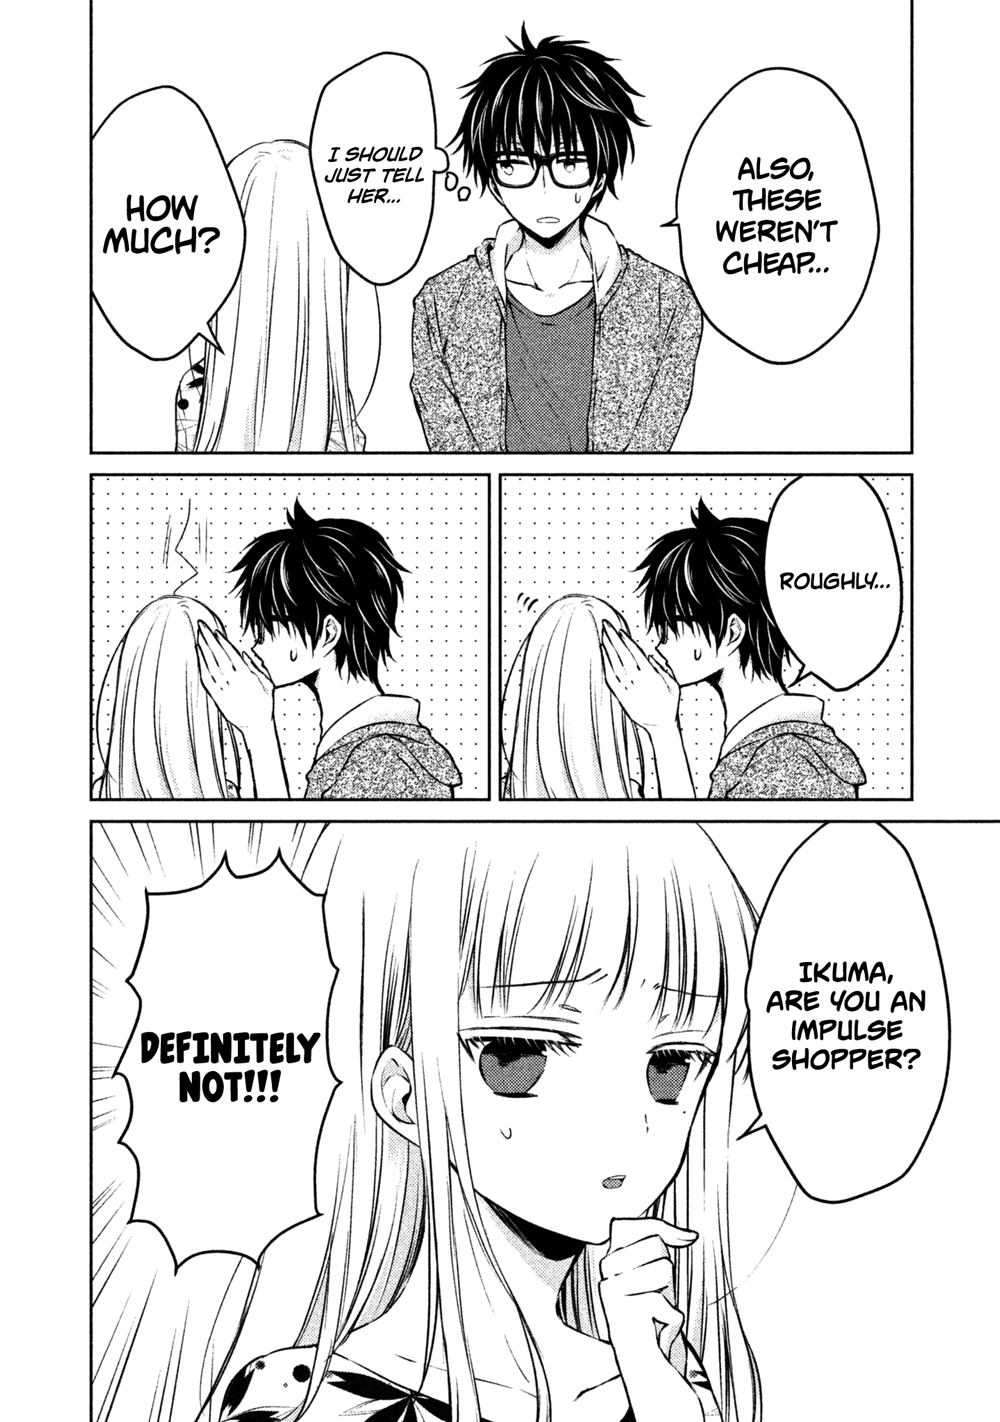 ALSO,
THESE
WEREN'T
CHEAP...
I SHOULD
JUST TELL
HER...
HOW
MUCH?
ROUGHLY...
IKUMA,
ARE YOU AN
IMPULSE
SHOPPER?
DEFINITELY
NOT!!!